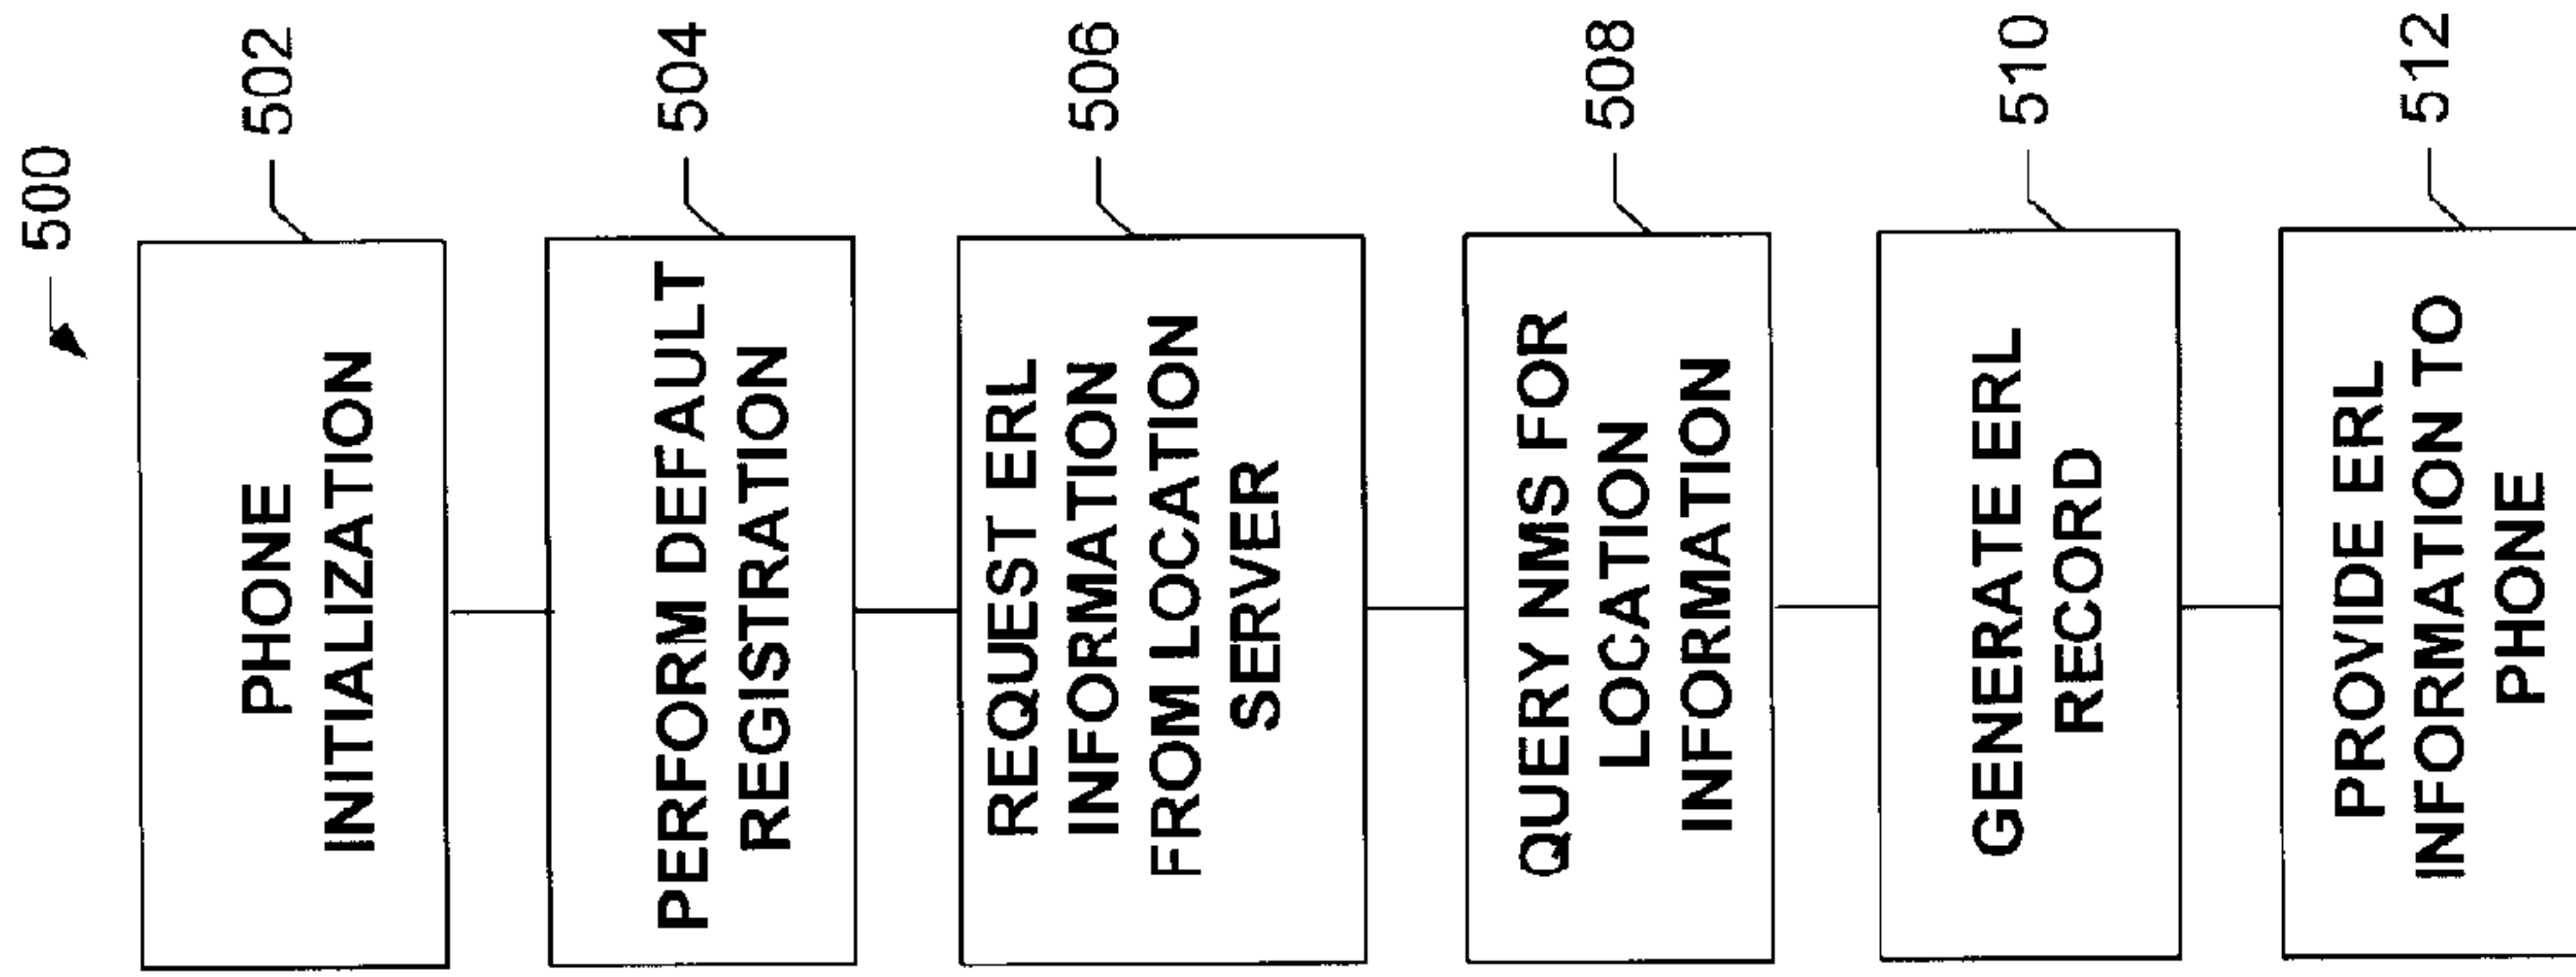 500
PHONE
INITIALIZATION
502
PERFORM DEFAULT
REGISTRATION
504
REQUEST ERL
INFORMATION
FROM LOCATION
SERVER
506
QUERY NMS FOR
LOCATION
INFORMATION
508
GENERATE ERL
RECORD
510
PROVIDE ERL
INFORMATION TO
PHONE
512